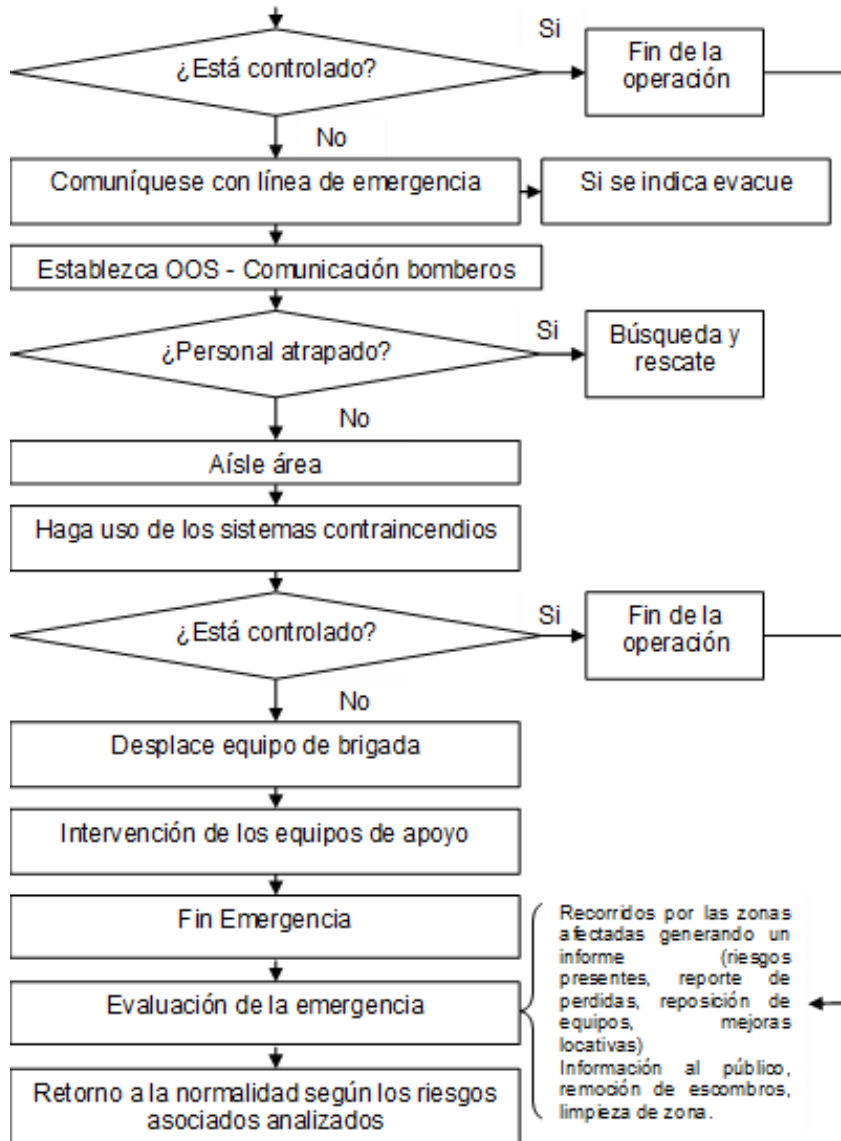 Si
Fin de la
operación
¿Está controlado?
No
Comuníquese con línea de emergencia
Si se indica evacue
Establezca OOS - Comunicación bomberos
¿Personal atrapado?
Si
Búsqueda y
rescate
No
Aísle área
Haga uso de los sistemas contraincendios
¿Está controlado?
Si
Fin de la
operación
No
Desplace equipo de brigada
Intervención de los equipos de apoyo
Fin Emergencia
Evaluación de la emergencia
Recorridos por las zonas
afectadas generando un
informe (riesgos
presentes, reporte de
perdidas, reposición de
equipos, mejoras
locativas)
Información al público,
remoción de escombros,
limpieza de zona.
Retorno a la normalidad según los riesgos
asociados analizados